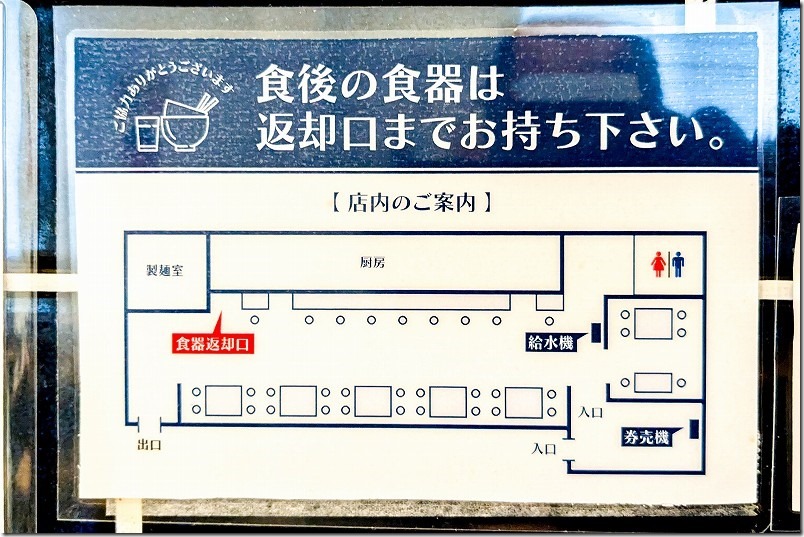 ご協力ありがとうございます
食後の食器は
返却口までお持ち下さい。
【 店内のご案内 】
製麺室
厨房
食器返却口
給水機
入口
券売機
出口
入口